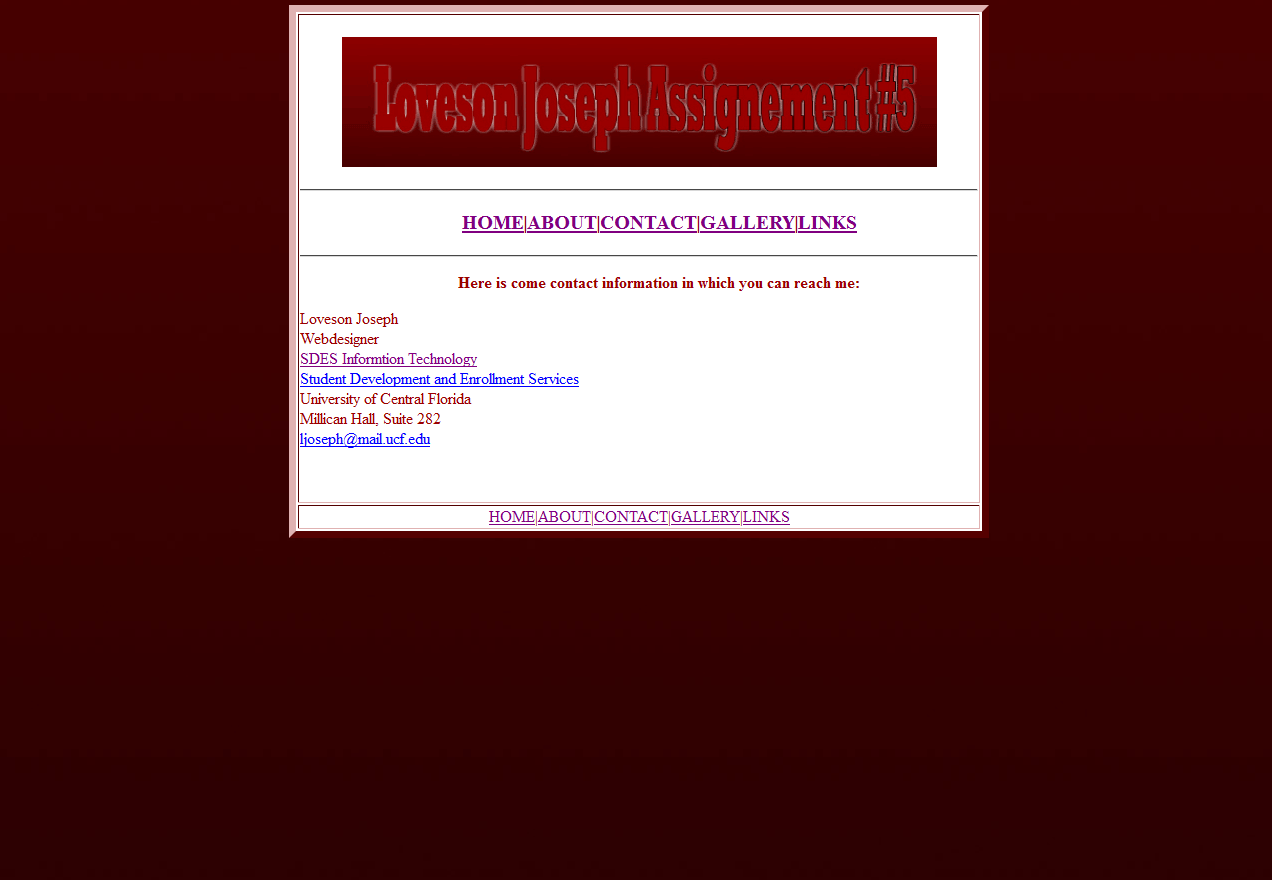 Loveson Joseph Assignement #5
HOME|ABOUT|CONTACT|GALLERY|LINKS
Here is come contact information in which you can reach me:
Loveson Joseph
Webdesigner
SDES Informtion Technology
Student Development and Enrollment Services
University of Central Florida
Millican Hall, Suite 282
ljoseph@mail.ucf.edu
HOME|ABOUT|CONTACT|GALLERY|LINKS